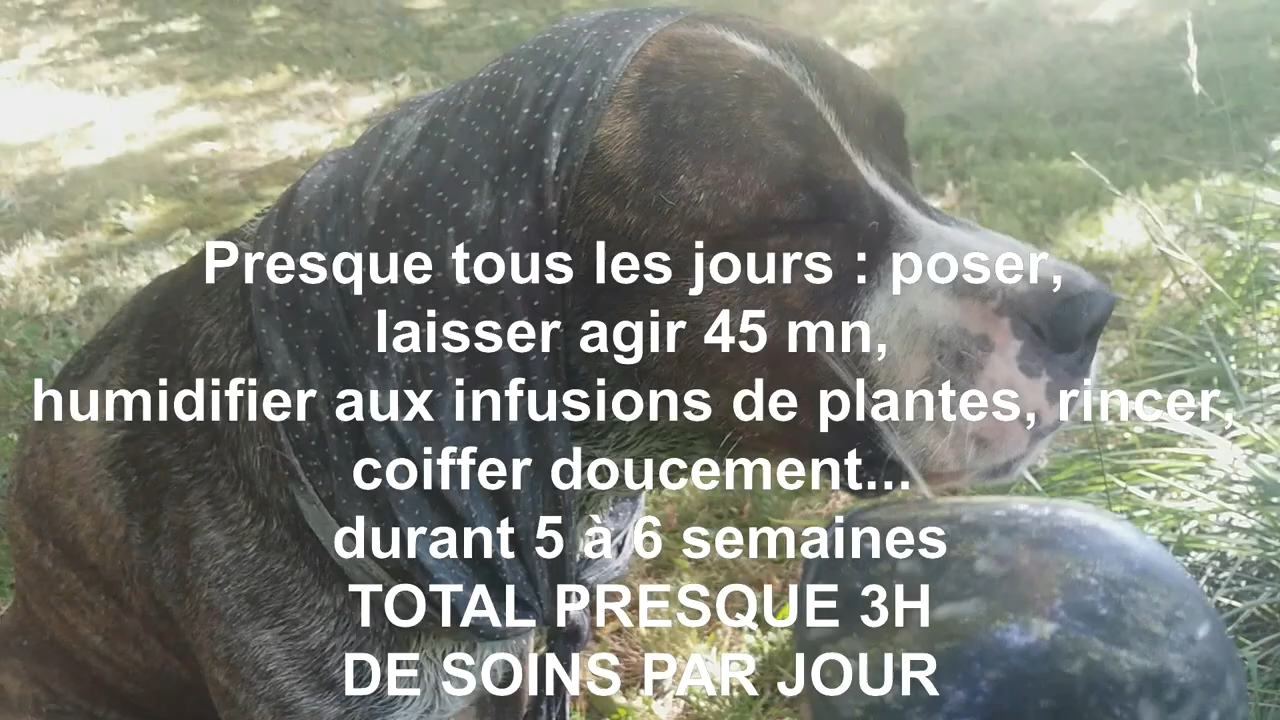 Presque tous les jours : poser,
laisser agir 45 mn,
humidifier aux infusions de plantes, rincer,
coiffer doucement...
durant 5 à 6 semaines
TOTAL PRESQUE 3H
DE SOINS PAR JOUR